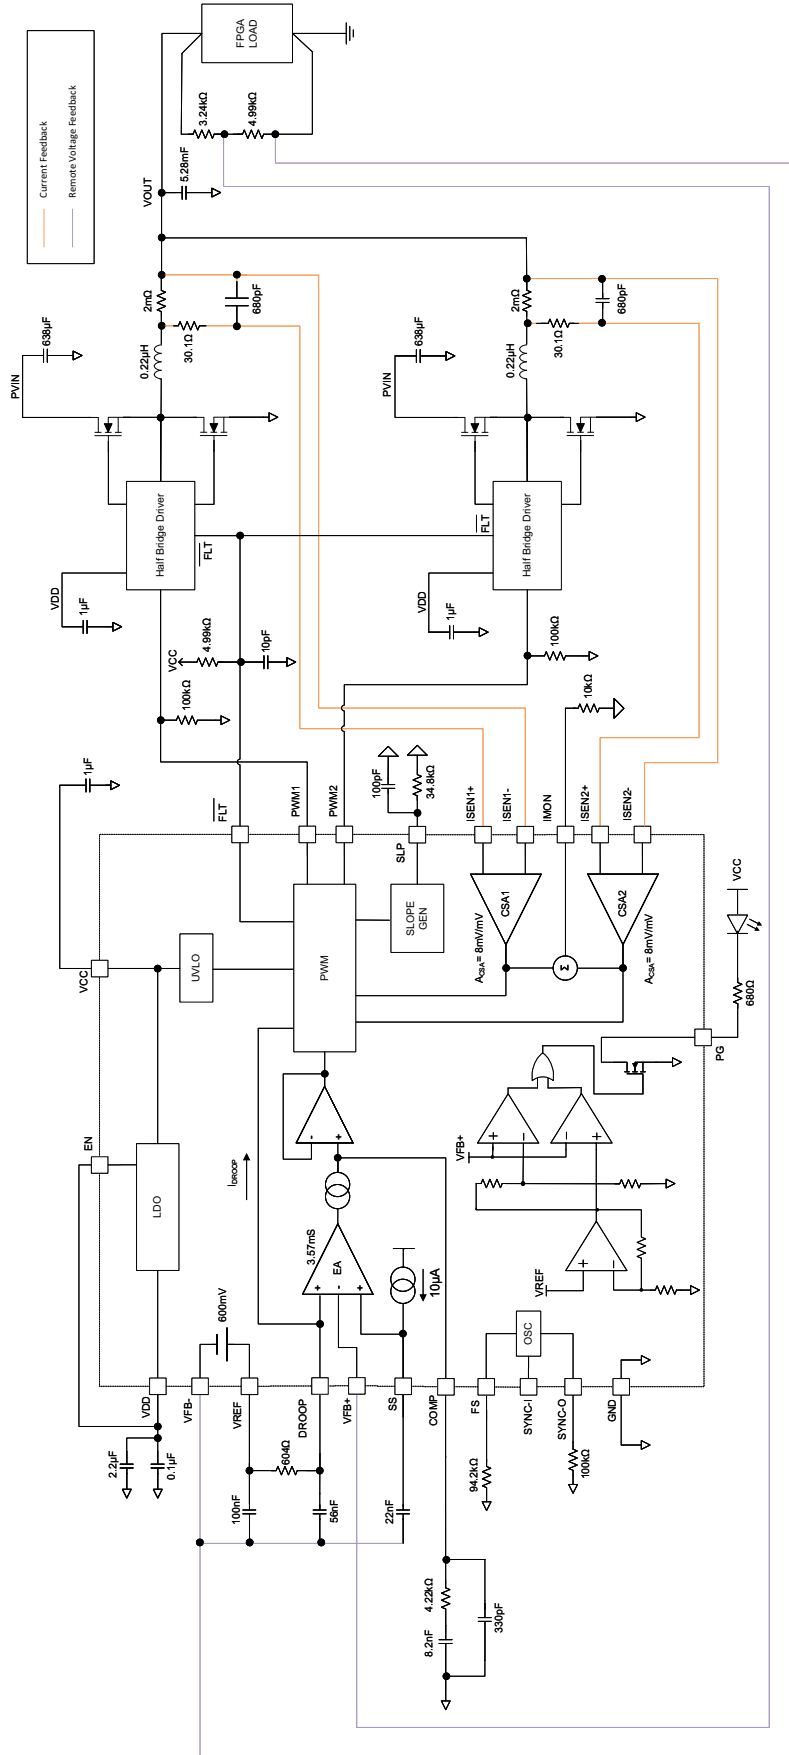 Current Feedback
Remote Voltage Feedback
FPGA
LOAD
3.24kΩ
4.99kΩ
VOUT
5.28mF
2mΩ
680pF
30.1Ω
0.22µH
PVIN
638µF
Half Bridge Driver
FLT
VDD
1µF
2mΩ
680pF
30.1Ω
0.22µH
PVIN
638µF
Half Bridge Driver
FLT
VDD
1µF
VCC
4.99kΩ
10pF
100kΩ
100kΩ
10kΩ
1µF
100pF
34.8kΩ
VCC
FLT
PWM1
PWM2
SLP
ISEN1+
ISEN1-
IMON
ISEN2+
ISEN2-
UVLO
PWM
SLOPE
GEN
CSA1
ACSA = 8mV/mV
Σ
CSA2
ACSA = 8mV/mV
VCC
680Ω
PG
EN
LDO
IDROOP
-
+
3.57mS
EA
+
-
+
10µA
VFB+
+
-
-
+
VREF
+
-
OSC
600mV
VDD
VFB-
VREF
DROOP
VFB+
SS
COMP
FS
SYNC-I
SYNC-O
GND
2.2µF
0.1µF
604Ω
100nF
56nF
22nF
94.2kΩ
100kΩ
4.22kΩ
8.2nF
330pF